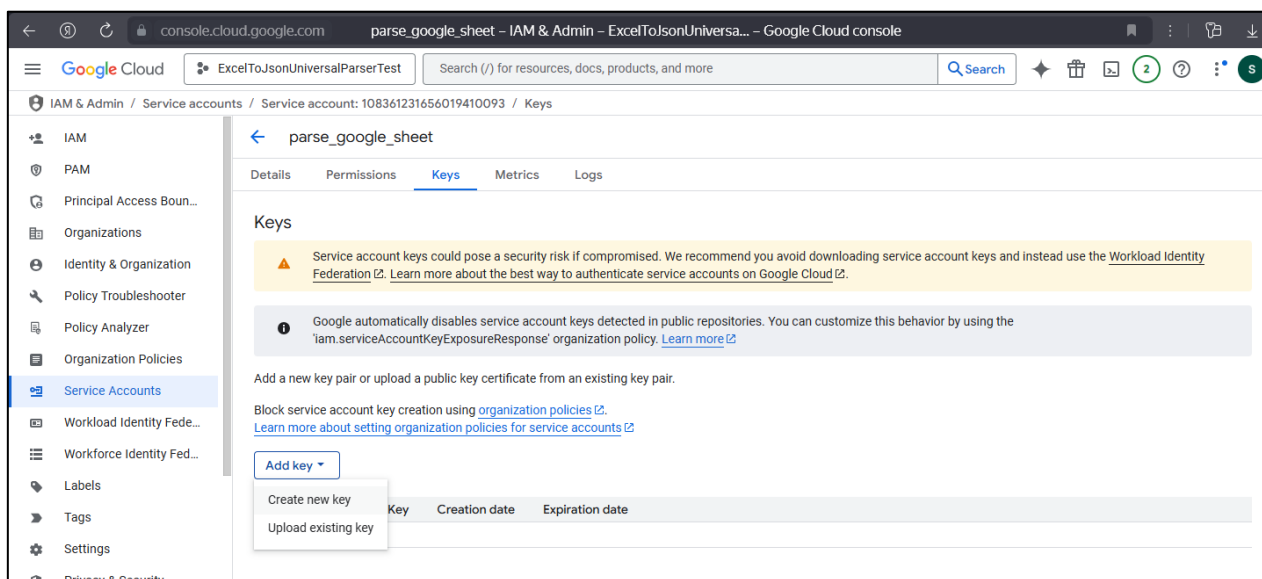 console.cloud.google.com parse_google_sheet – IAM & Admin – ExcelToJsonUniversa... – Google Cloud console
Google Cloud ExcelToJsonUniversalParserTest Search (/) for resources, docs, products, and more Search 2 S
IAM & Admin / Service accounts / Service account: 108361231656019410093 / Keys
IAM
PAM
Principal Access Boun...
Organizations
Identity & Organization
Policy Troubleshooter
Policy Analyzer
Organization Policies
Service Accounts
Workload Identity Fede...
Workforce Identity Fed...
Labels
Tags
Settings
Privacy & Security
parse_google_sheet
Details Permissions Keys Metrics Logs
Keys
Service account keys could pose a security risk if compromised. We recommend you avoid downloading service account keys and instead use the Workload Identity
Federation. Learn more about the best way to authenticate service accounts on Google Cloud.
Google automatically disables service account keys detected in public repositories. You can customize this behavior by using the
'iam.serviceAccountKeyExposureResponse' organization policy. Learn more
Add a new key pair or upload a public key certificate from an existing key pair.
Block service account key creation using organization policies.
Learn more about setting organization policies for service accounts
Add key
Create new key
Upload existing key
Key Creation date Expiration date